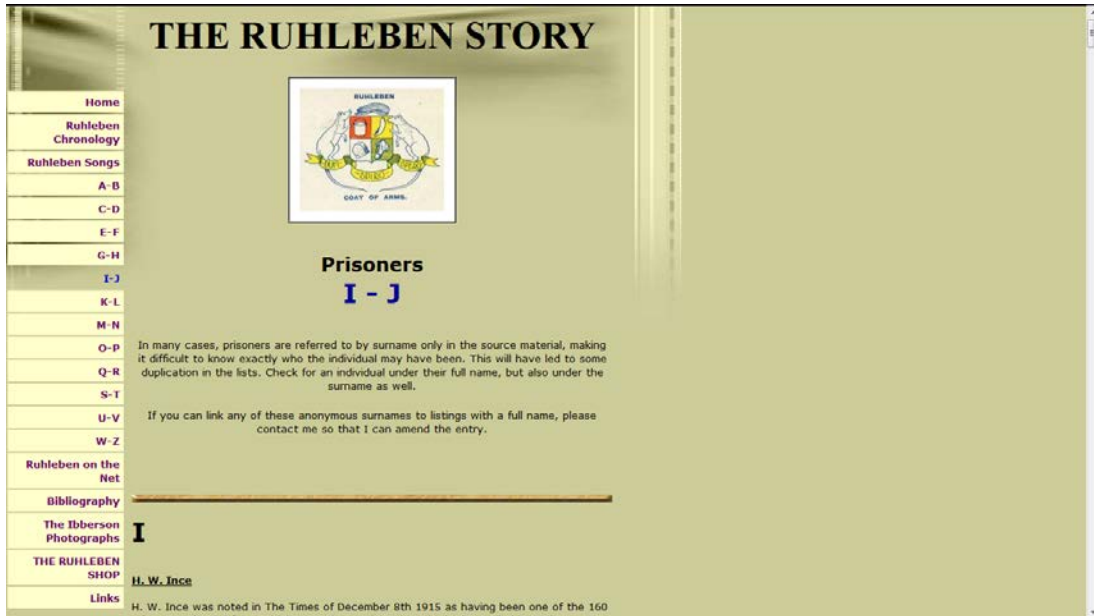 THE RUHLEBEN STORY
RUHLEBEN
COAT OF ARMS.
Home
Ruhleben
Chronology
Ruhleben Songs
A-B
C-D
E-F
G-H
I-J
K-L
M-N
O-P
Q-R
S-T
U-V
W-Z
Ruhleben on the
Net
Bibliography
The Ibberson
Photographs
THE RUHLEBEN
SHOP
Links
Prisoners
I - J
In many cases, prisoners are referred to by surname only in the source material, making
it difficult to know exactly who the individual may have been. This will have led to some
duplication in the lists. Check for an individual under their full name, but also under the
surname as well.
If you can link any of these anonymous surnames to listings with a full name, please
contact me so that I can amend the entry.
I
H. W. Ince
H. W. Ince was noted in The Times of December 8th 1915 as having been one of the 160